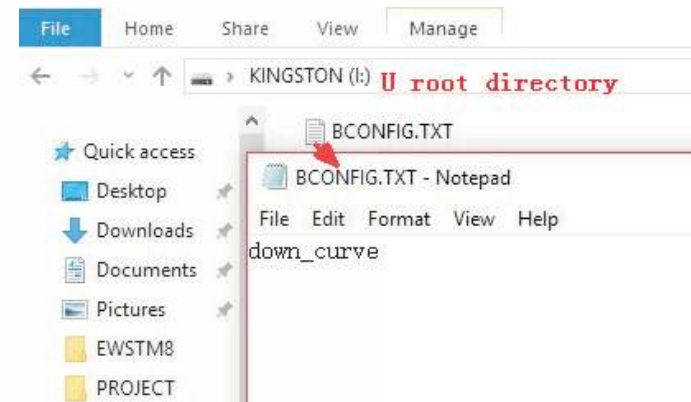 File Home Share View Manage
KINGSTON (I:) U root directory
BCONFIG.TXT
Quick access
BCONFIG.TXT - Notepad
Desktop
File Edit Format View Help
Downloads
down_curve
Documents
Pictures
EWSTM8
PROJECT